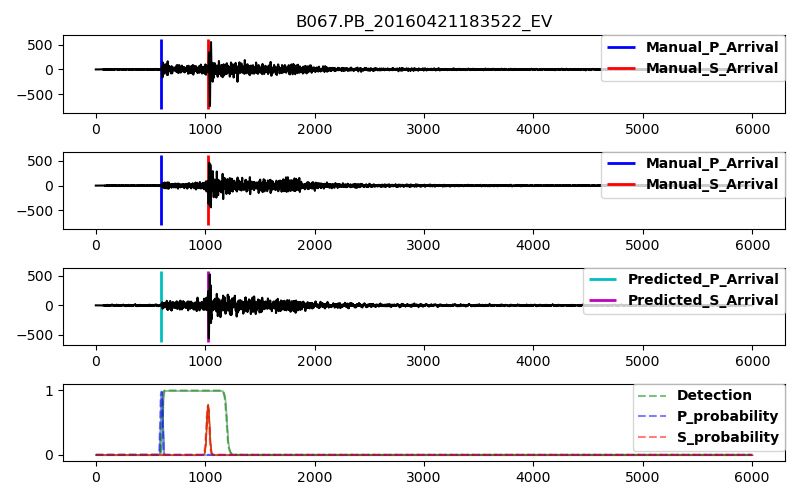 B067.PB_20160421183522_EV
500
0
−500
Manual_P_Arrival
Manual_S_Arrival
0 1000 2000 3000 4000 5000 6000
500
0
−500
Manual_P_Arrival
Manual_S_Arrival
0 1000 2000 3000 4000 5000 6000
500
0
−500
Predicted_P_Arrival
Predicted_S_Arrival
0 1000 2000 3000 4000 5000 6000
1
0
Detection
P_probability
S_probability
0 1000 2000 3000 4000 5000 6000